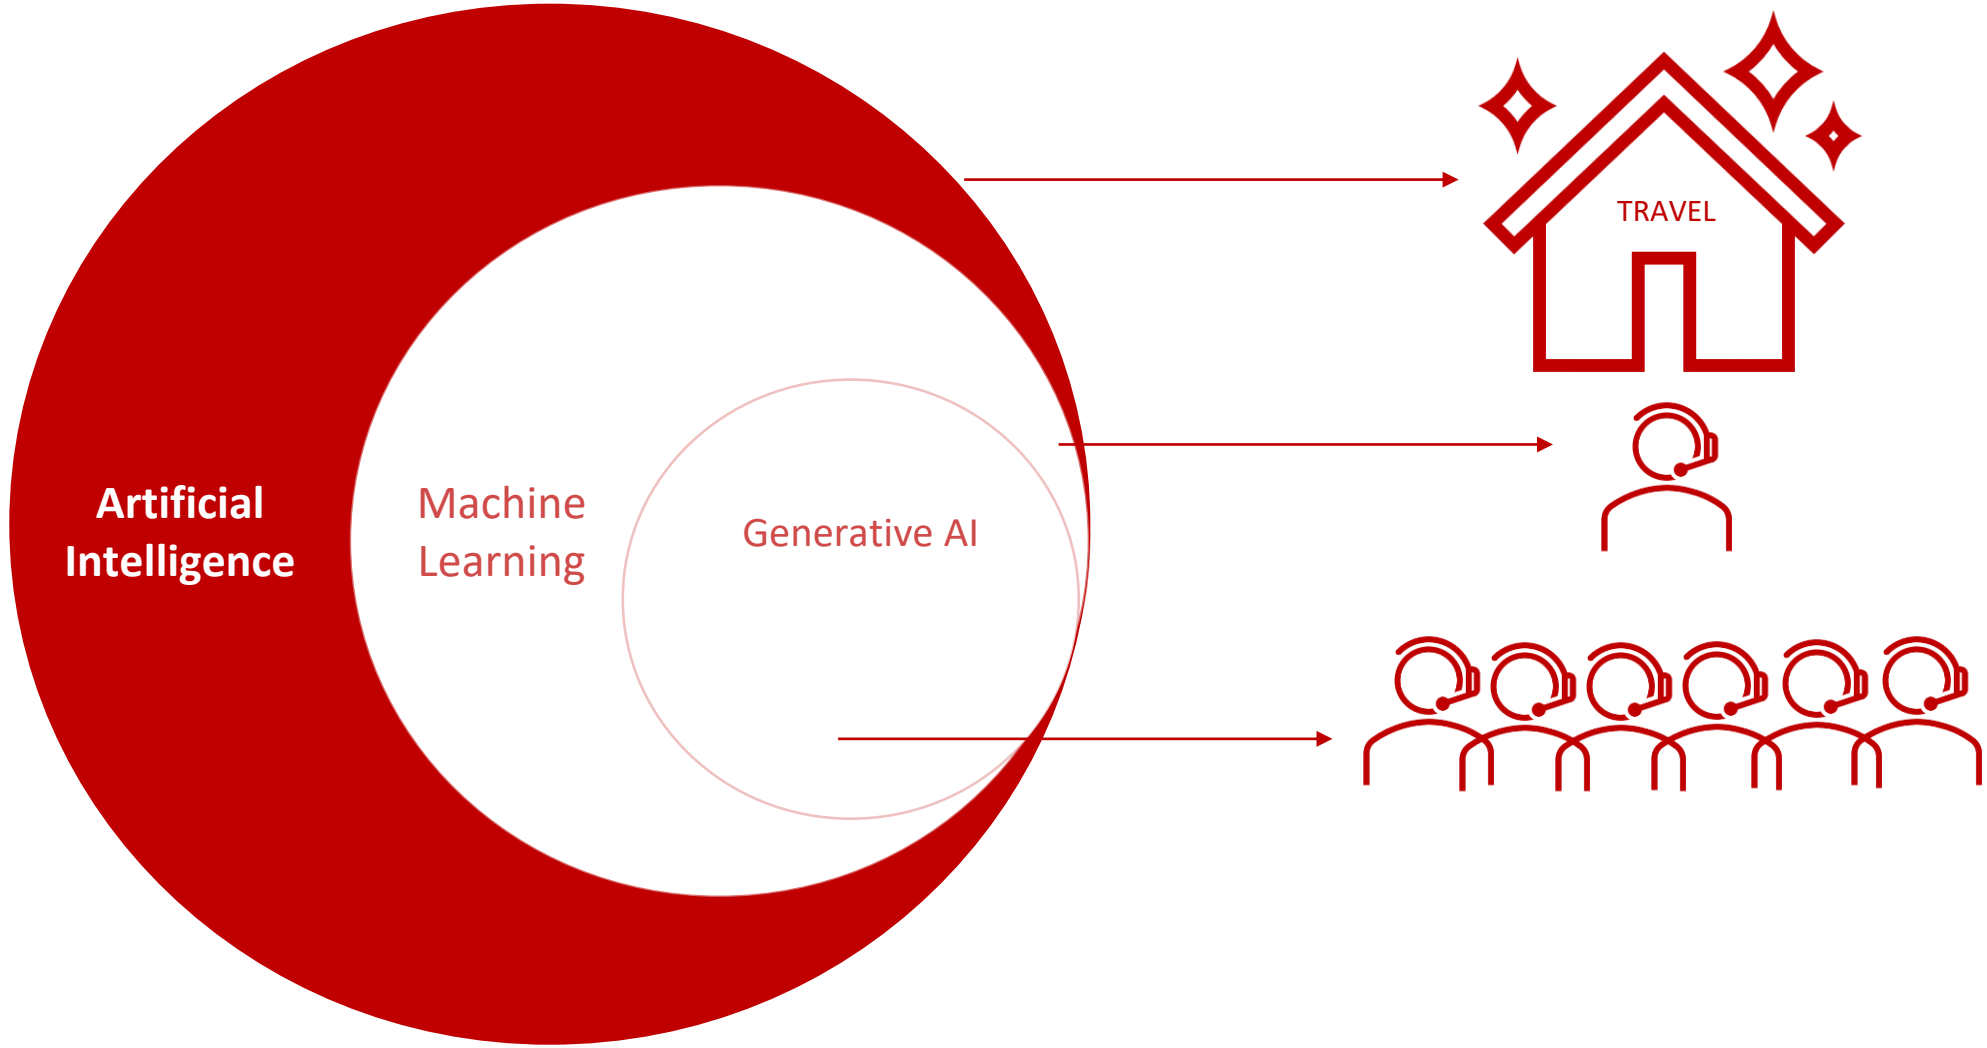 TRAVEL
Artificial
Intelligence
Machine
Learning
Generative AI